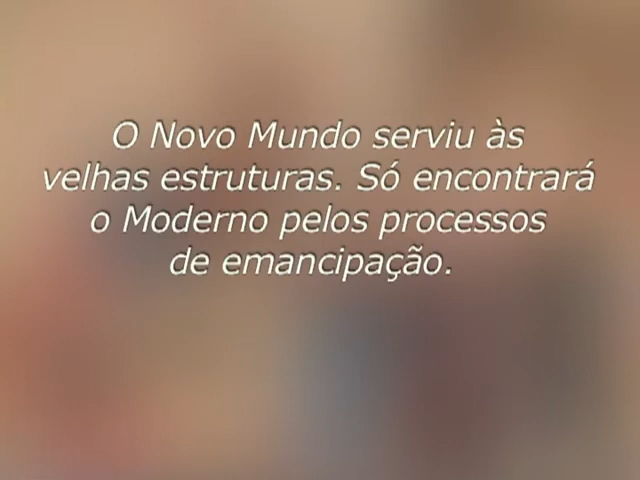 O Novo Mundo serviu às
velhas estruturas. Só encontrará
o Moderno pelos processos
de emancipação.